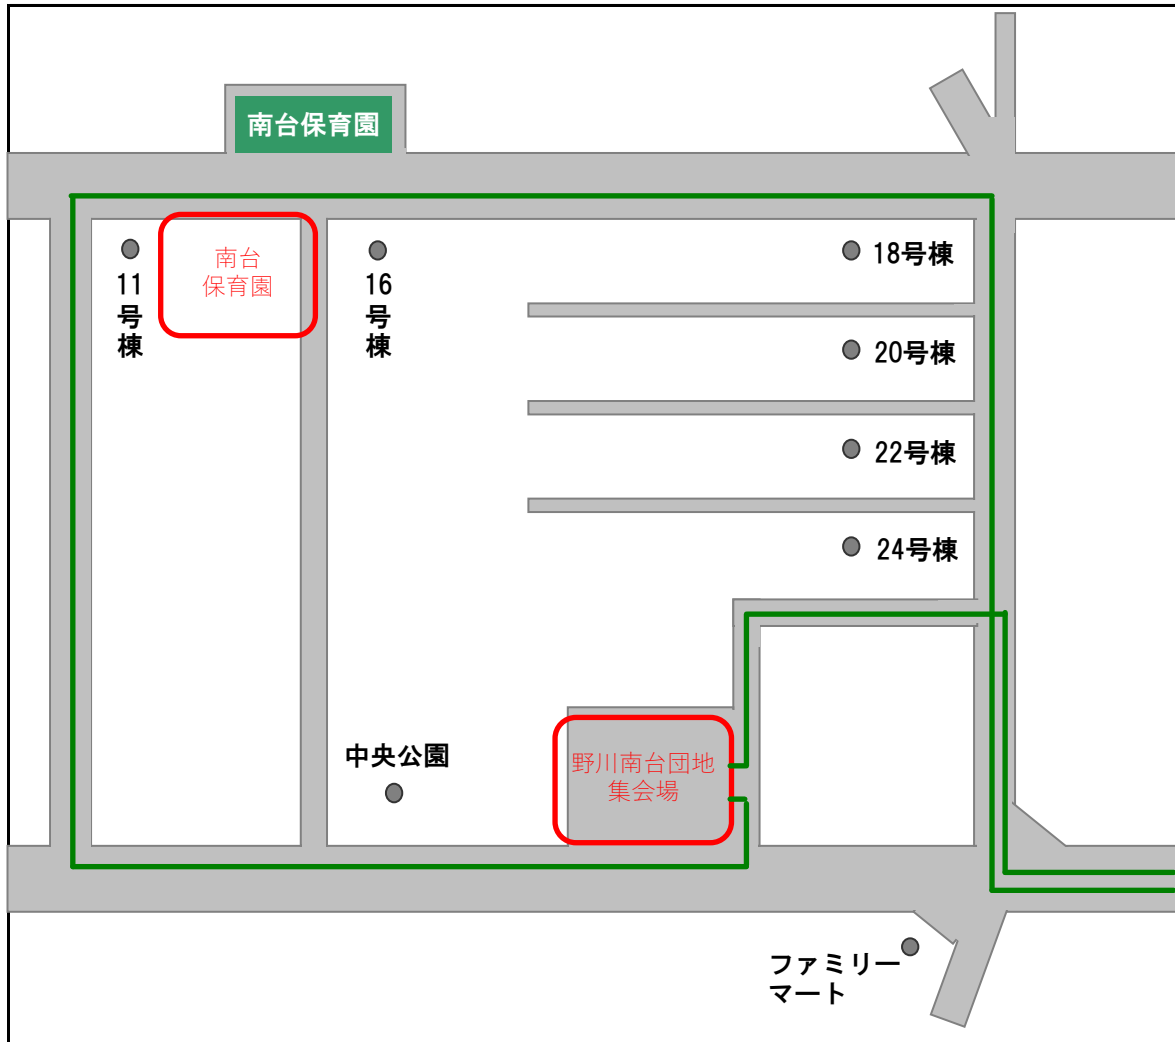 南台保育園
南台
保育園
11
号
棟
16
号
棟
18号棟
20号棟
22号棟
24号棟
中央公園
野川南台団地
集会場
ファミリー
マート